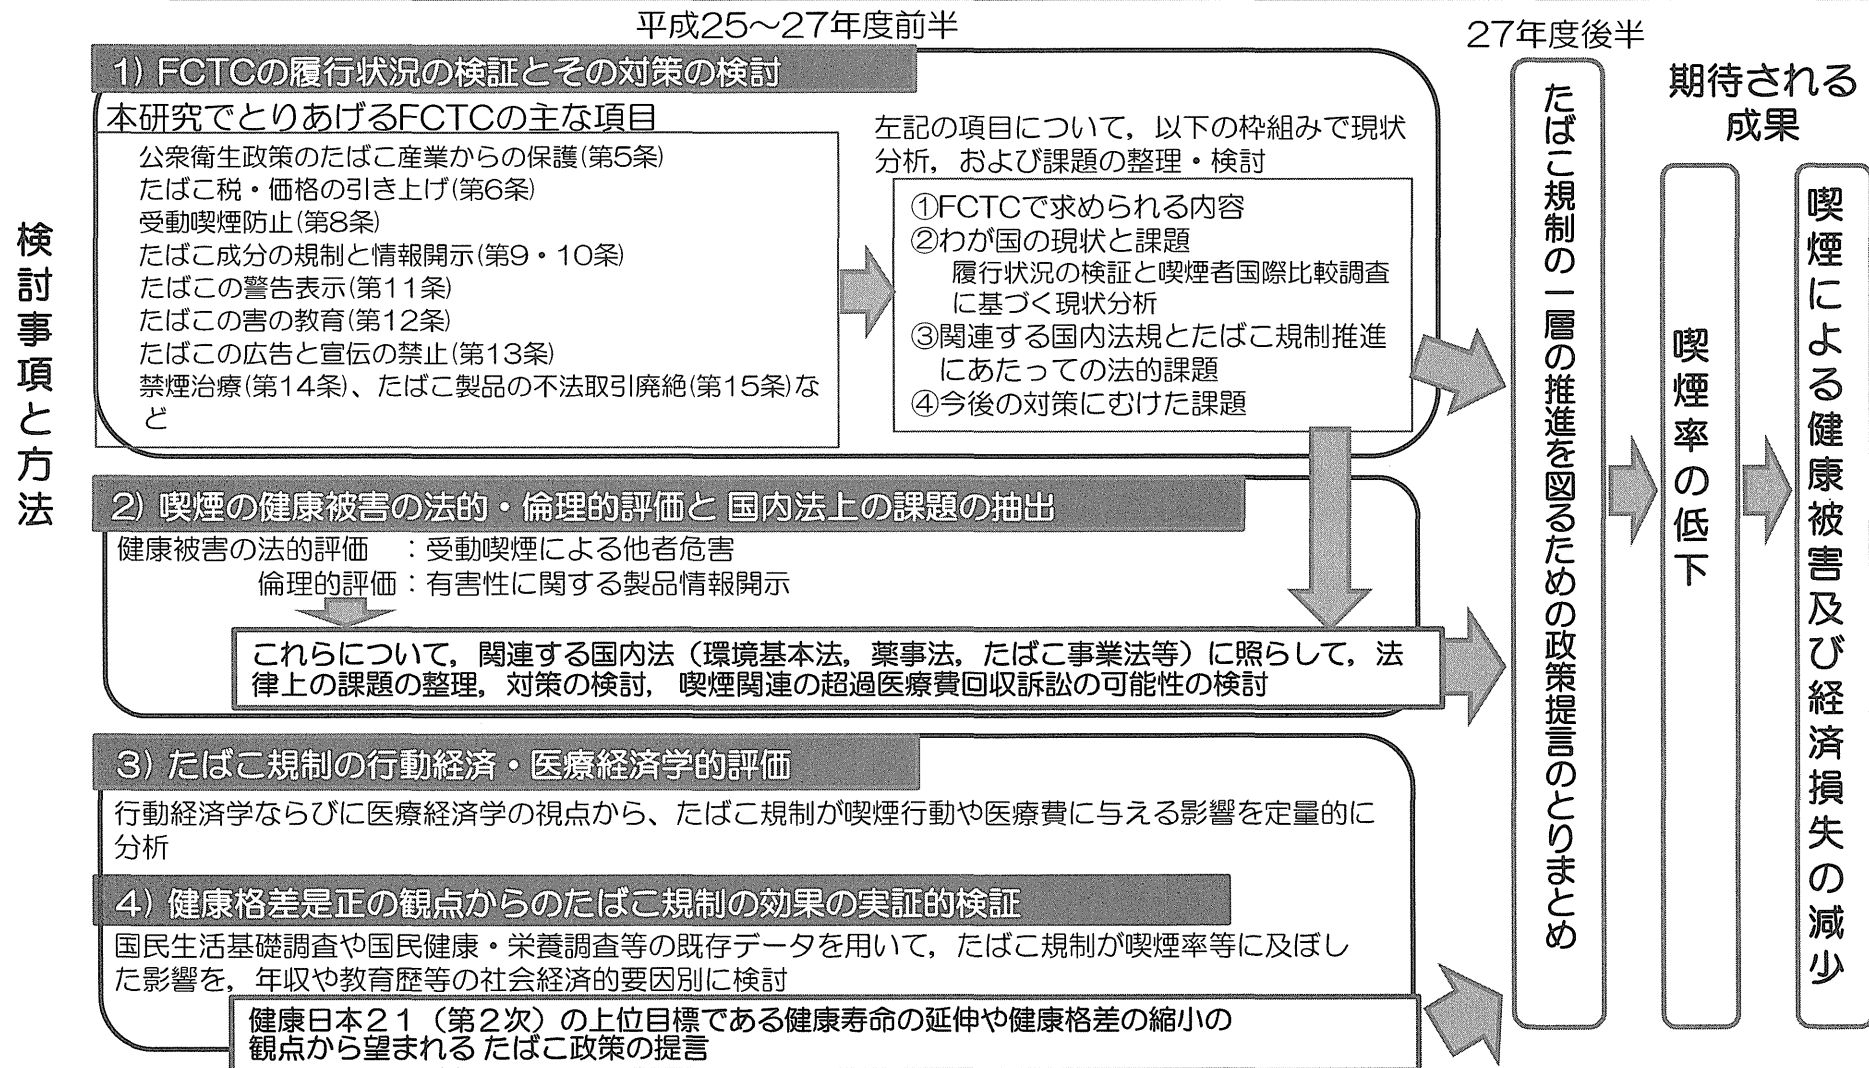 平成25～27年度前半
27年度後半
検討事項と方法
1) FCTCの履行状況の検証とその対策の検討
本研究でとりあげるFCTCの主な項目
公衆衛生政策のたばこ産業からの保護(第5条)
たばこ税・価格の引き上げ(第6条)
受動喫煙防止(第8条)
たばこ成分の規制と情報開示(第9・10条)
たばこの警告表示(第11条)
たばこの害の教育(第12条)
たばこの広告と宣伝の禁止(第13条)
禁煙治療(第14条)、たばこ製品の不法取引廃絶(第15条)な
ど
左記の項目について，以下の枠組みで現状
分析，および課題の整理・検討
①FCTCで求められる内容
②わが国の現状と課題
履行状況の検証と喫煙者国際比較調査
に基づく現状分析
③関連する国内法規とたばこ規制推進
にあたっての法的課題
④今後の対策にむけた課題
2) 喫煙の健康被害の法的・倫理的評価と 国内法上の課題の抽出
健康被害の法的評価　：受動喫煙による他者危害
倫理的評価：有害性に関する製品情報開示
これらについて，関連する国内法（環境基本法，薬事法，たばこ事業法等）に照らして，法
律上の課題の整理，対策の検討，喫煙関連の超過医療費回収訴訟の可能性の検討
3) たばこ規制の行動経済・医療経済学的評価
行動経済学ならびに医療経済学の視点から、たばこ規制が喫煙行動や医療費に与える影響を定量的に
分析
4) 健康格差是正の観点からのたばこ規制の効果の実証的検証
国民生活基礎調査や国民健康・栄養調査等の既存データを用いて，たばこ規制が喫煙率等に及ぼし
た影響を，年収や教育歴等の社会経済的要因別に検討
健康日本２１（第２次）の上位目標である健康寿命の延伸や健康格差の縮小の
観点から望まれる たばこ政策の提言
たばこ規制の一層の推進を図るための政策提言のとりまとめ
期待される
成果
喫煙率の低下
喫煙による健康被害及び経済損失の減少